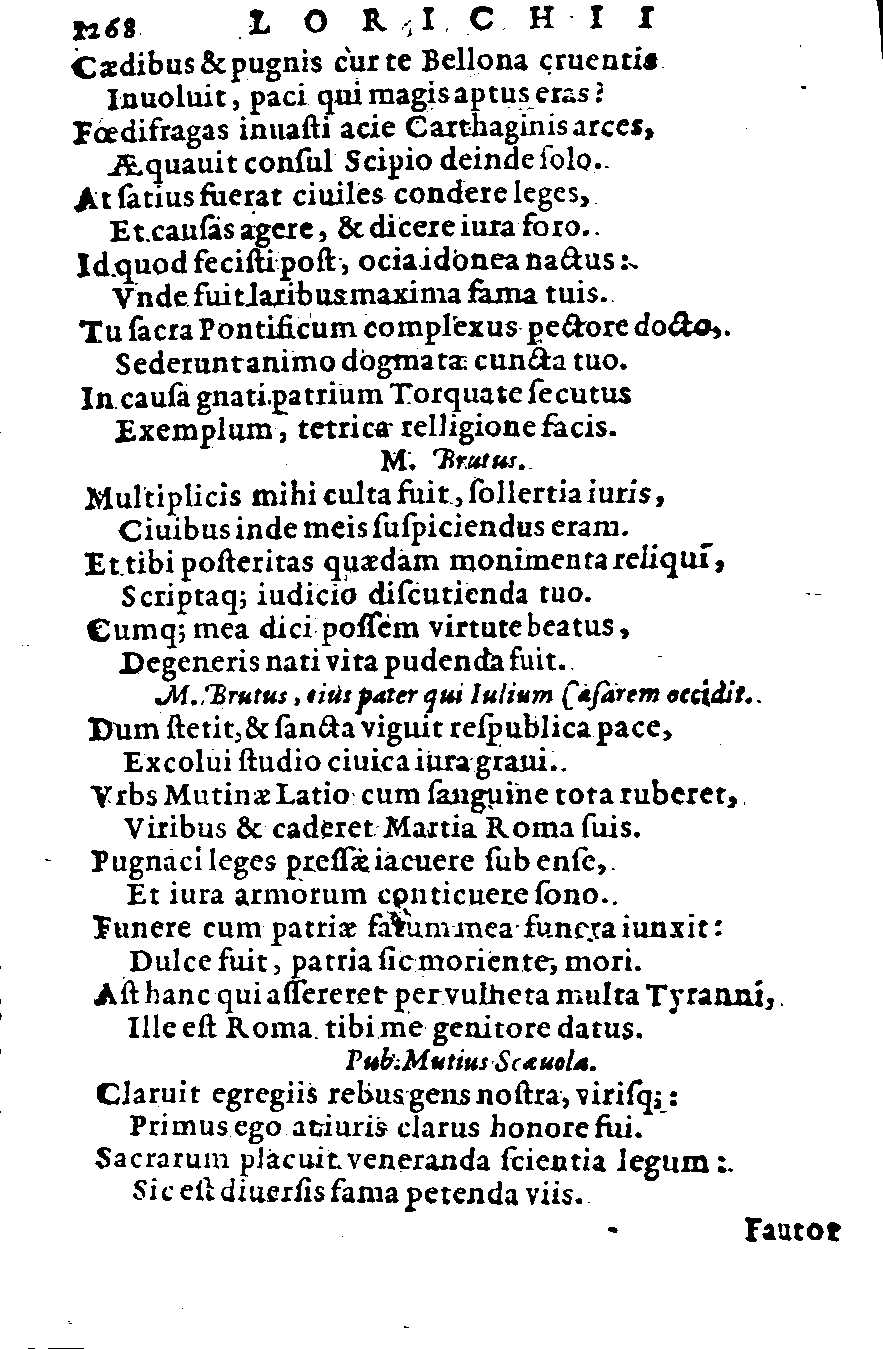 1268 LORICHII
Cædibus & pugnis cur te Bellona cruentis
Inuoluit, paci qui magis aptus eras?
Fœdifragas inuaſti acie Carthaginis arces,
Æquauit conſul Scipio deinde ſolo.
At ſatius fuerat ciuiles condere leges,
Et cauſas agere, & dicere iura foro.
Id quod feciſti poſt, ocia idonea nactus:
Vnde fuit laribus maxima fama tuis.
Tu ſacra Pontificum complexus pectore docto,
Sederunt animo dogmata cuncta tuo.
In cauſa gnati patrium Torquate ſecutus
Exemplum, tetrica relligione facis.
M. Brutus.
Multiplicis mihi culta fuit, ſollertia iuris,
Ciuibus inde meis ſuſpiciendus eram.
Et tibi poſteritas quædam monimenta reliquī,
Scriptaq; iudicio diſcutienda tuo.
Cumq; mea dici poſſem virtute beatus,
Degeneris nati vita pudenda fuit.
M. Brutus, eius pater qui Iulium Cæſarem occidit.
Dum ſtetit, & ſancta viguit reſpublica pace,
Excolui ſtudio ciuica iura graui.
Vrbs Mutinæ Latio cum ſanguine tota ruberet,
Viribus & caderet Martia Roma ſuis.
Pugnaci leges preſſæ iacuere ſub enſe,
Et iura armorum conticuere ſono.
Funere cum patriæ fatum mea funera iunxit:
Dulce fuit, patria ſic moriente, mori.
Aſt hanc qui aſſereret per vulneta multa Tyranni,
Ille eſt Roma tibi me genitore datus.
Pub. Mutius Scæuola.
Claruit egregiis rebus gens noſtra, viriſq;:
Primus ego at iuris clarus honore fui.
Sacrarum placuit veneranda ſcientia legum:
Sic eſt diuerſis fama petenda viis.
Fautor